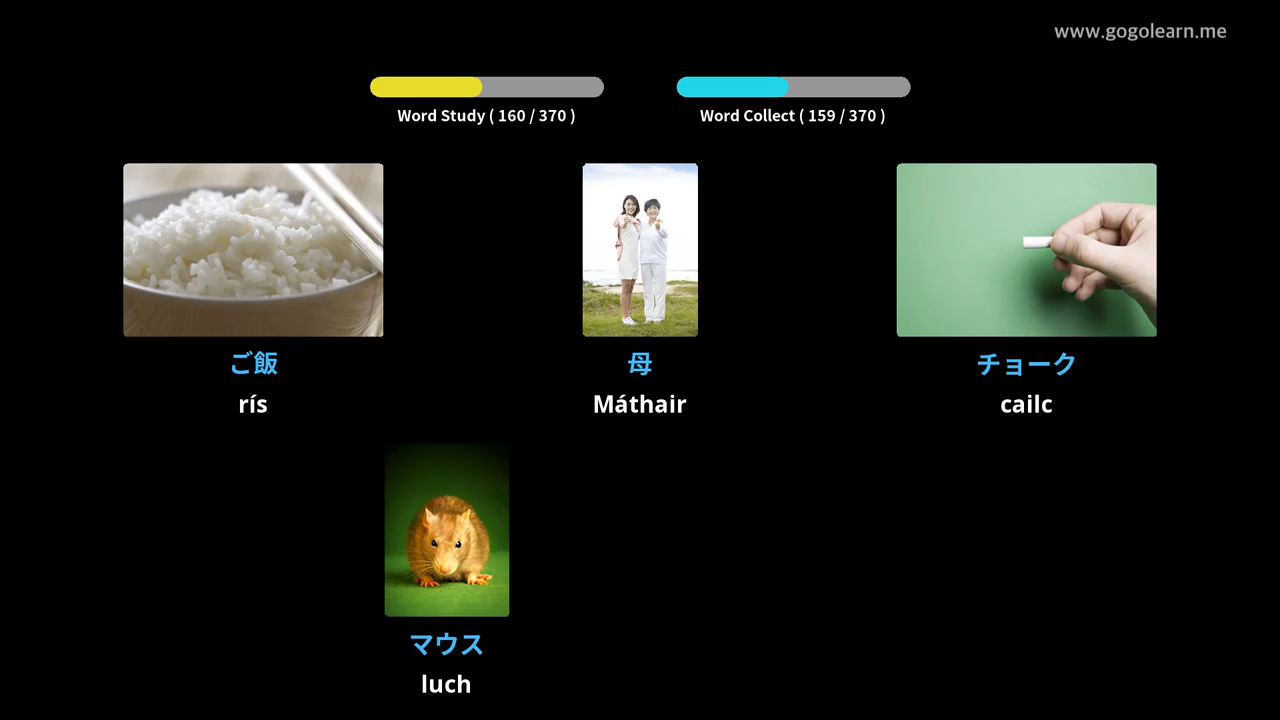 www.gogolearn.me
Word Study ( 160 / 370 )
Word Collect ( 159 / 370 )
ご飯
rís
母
Máthair
チョーク
cailc
マウス
luch